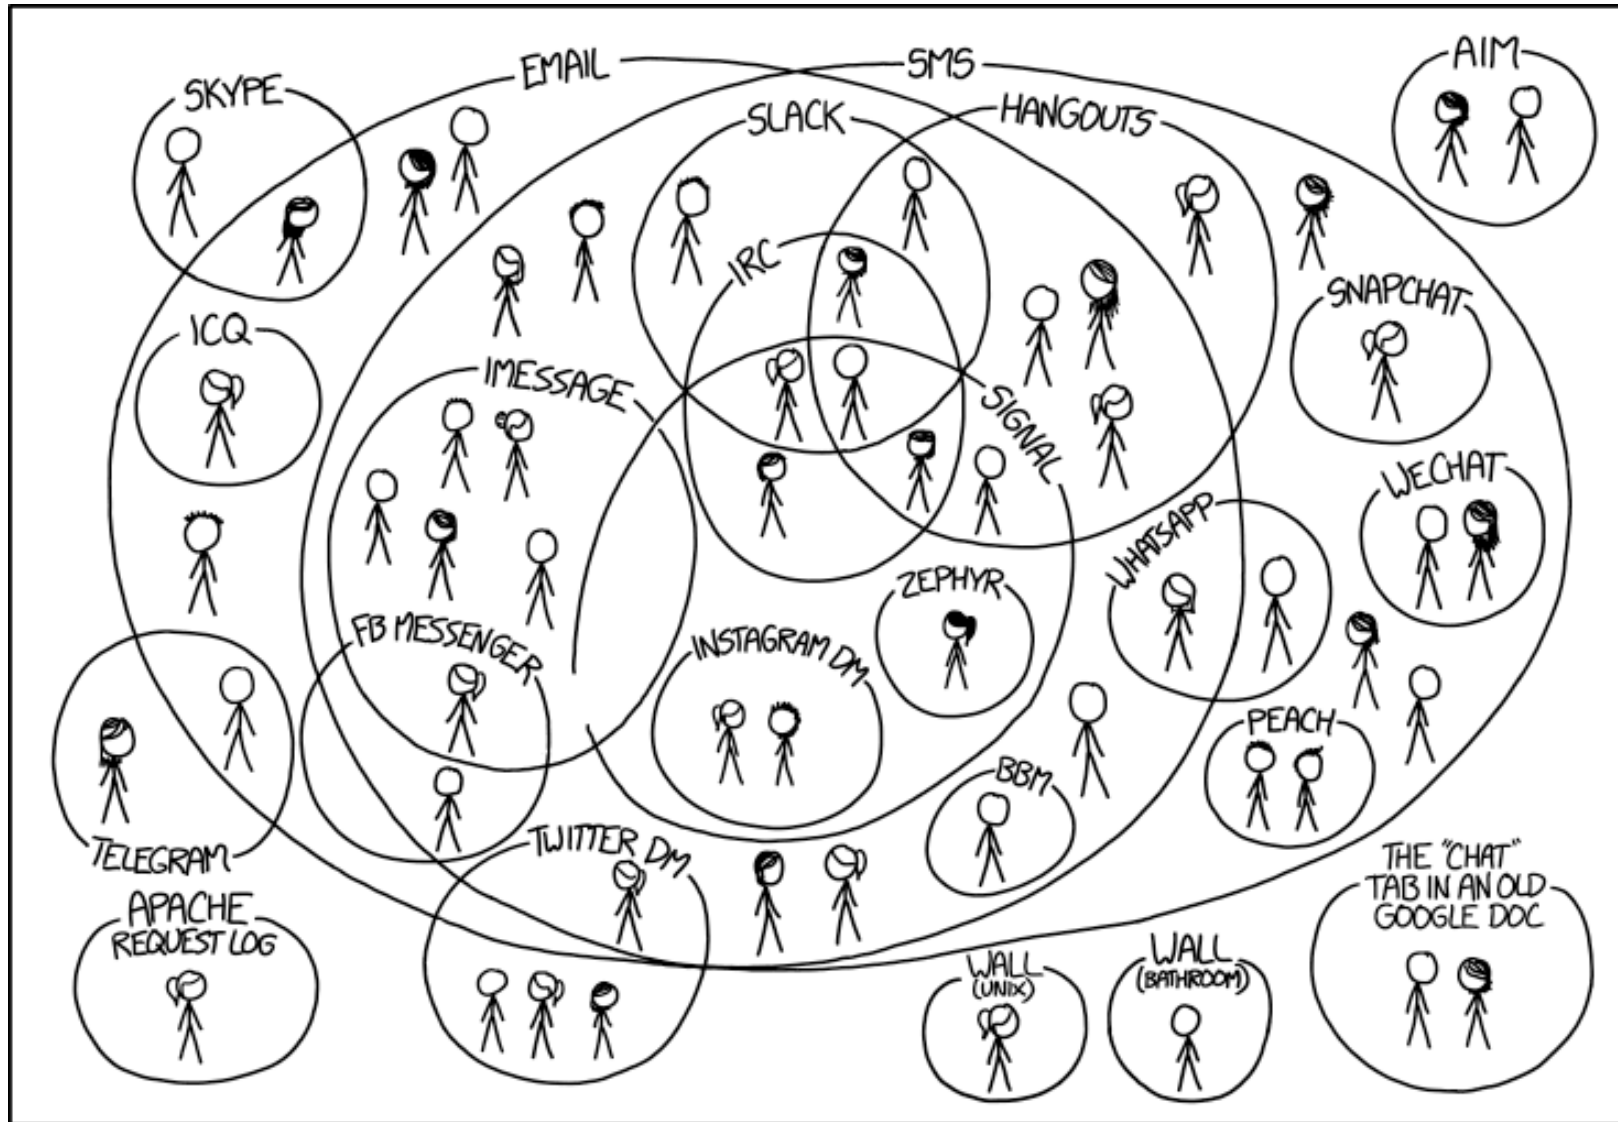 SKYPE
EMAIL
SMS
AIM
SLACK
HANGOUTS
IRC
SNAPCHAT
ICQ
IMESSAGE
SIGNAL
WECHAT
WHATSAPP
ZEPHYR
FB MESSENGER
INSTAGRAM DM
PEACH
BBM
TELEGRAM
TWITTER DM
THE "CHAT"
TAB IN AN OLD
GOOGLE DOC
APACHE
REQUEST LOG
WALL
(UNIX)
WALL
(BATHROOM)